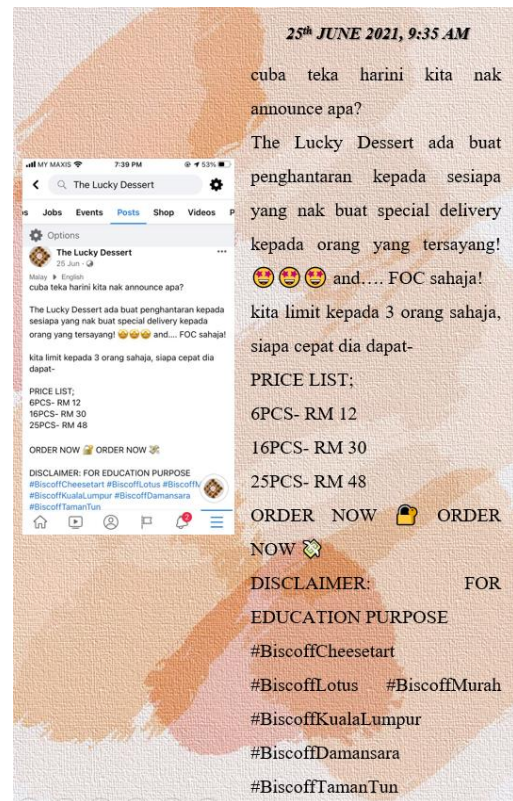 25th JUNE 2021, 9:35 AM
cuba teka harini kita nak
announce apa?
The Lucky Dessert ada buat
penghantaran kepada sesiapa
yang nak buat special delivery
kepada orang yang tersayang!
🤩🤩🤩 and…. FOC sahaja!
kita limit kepada 3 orang sahaja,
siapa cepat dia dapat-
PRICE LIST;
6PCS- RM 12
16PCS- RM 30
25PCS- RM 48
ORDER NOW 🔐 ORDER
NOW 💸
DISCLAIMER: FOR
EDUCATION PURPOSE
#BiscoffCheesetart
#BiscoffLotus #BiscoffMurah
#BiscoffKualaLumpur
#BiscoffDamansara
#BiscoffTamanTun
MY MAXIS 7:39 PM 53%
The Lucky Dessert
s Jobs Events Posts Shop Videos P
Options
The Lucky Dessert
25 Jun
Malay English
cuba teka harini kita nak announce apa?
The Lucky Dessert ada buat penghantaran kepada
sesiapa yang nak buat special delivery kepada
orang yang tersayang! 🤩🤩🤩 and.... FOC sahaja!
kita limit kepada 3 orang sahaja, siapa cepat dia
dapat-
PRICE LIST;
6PCS- RM 12
16PCS- RM 30
25PCS- RM 48
ORDER NOW 🔐 ORDER NOW 💸
DISCLAIMER: FOR EDUCATION PURPOSE
#BiscoffCheesetart #BiscoffLotus #BiscoffM
#BiscoffKualaLumpur #BiscoffDamansara
#BiscoffTamanTun
2